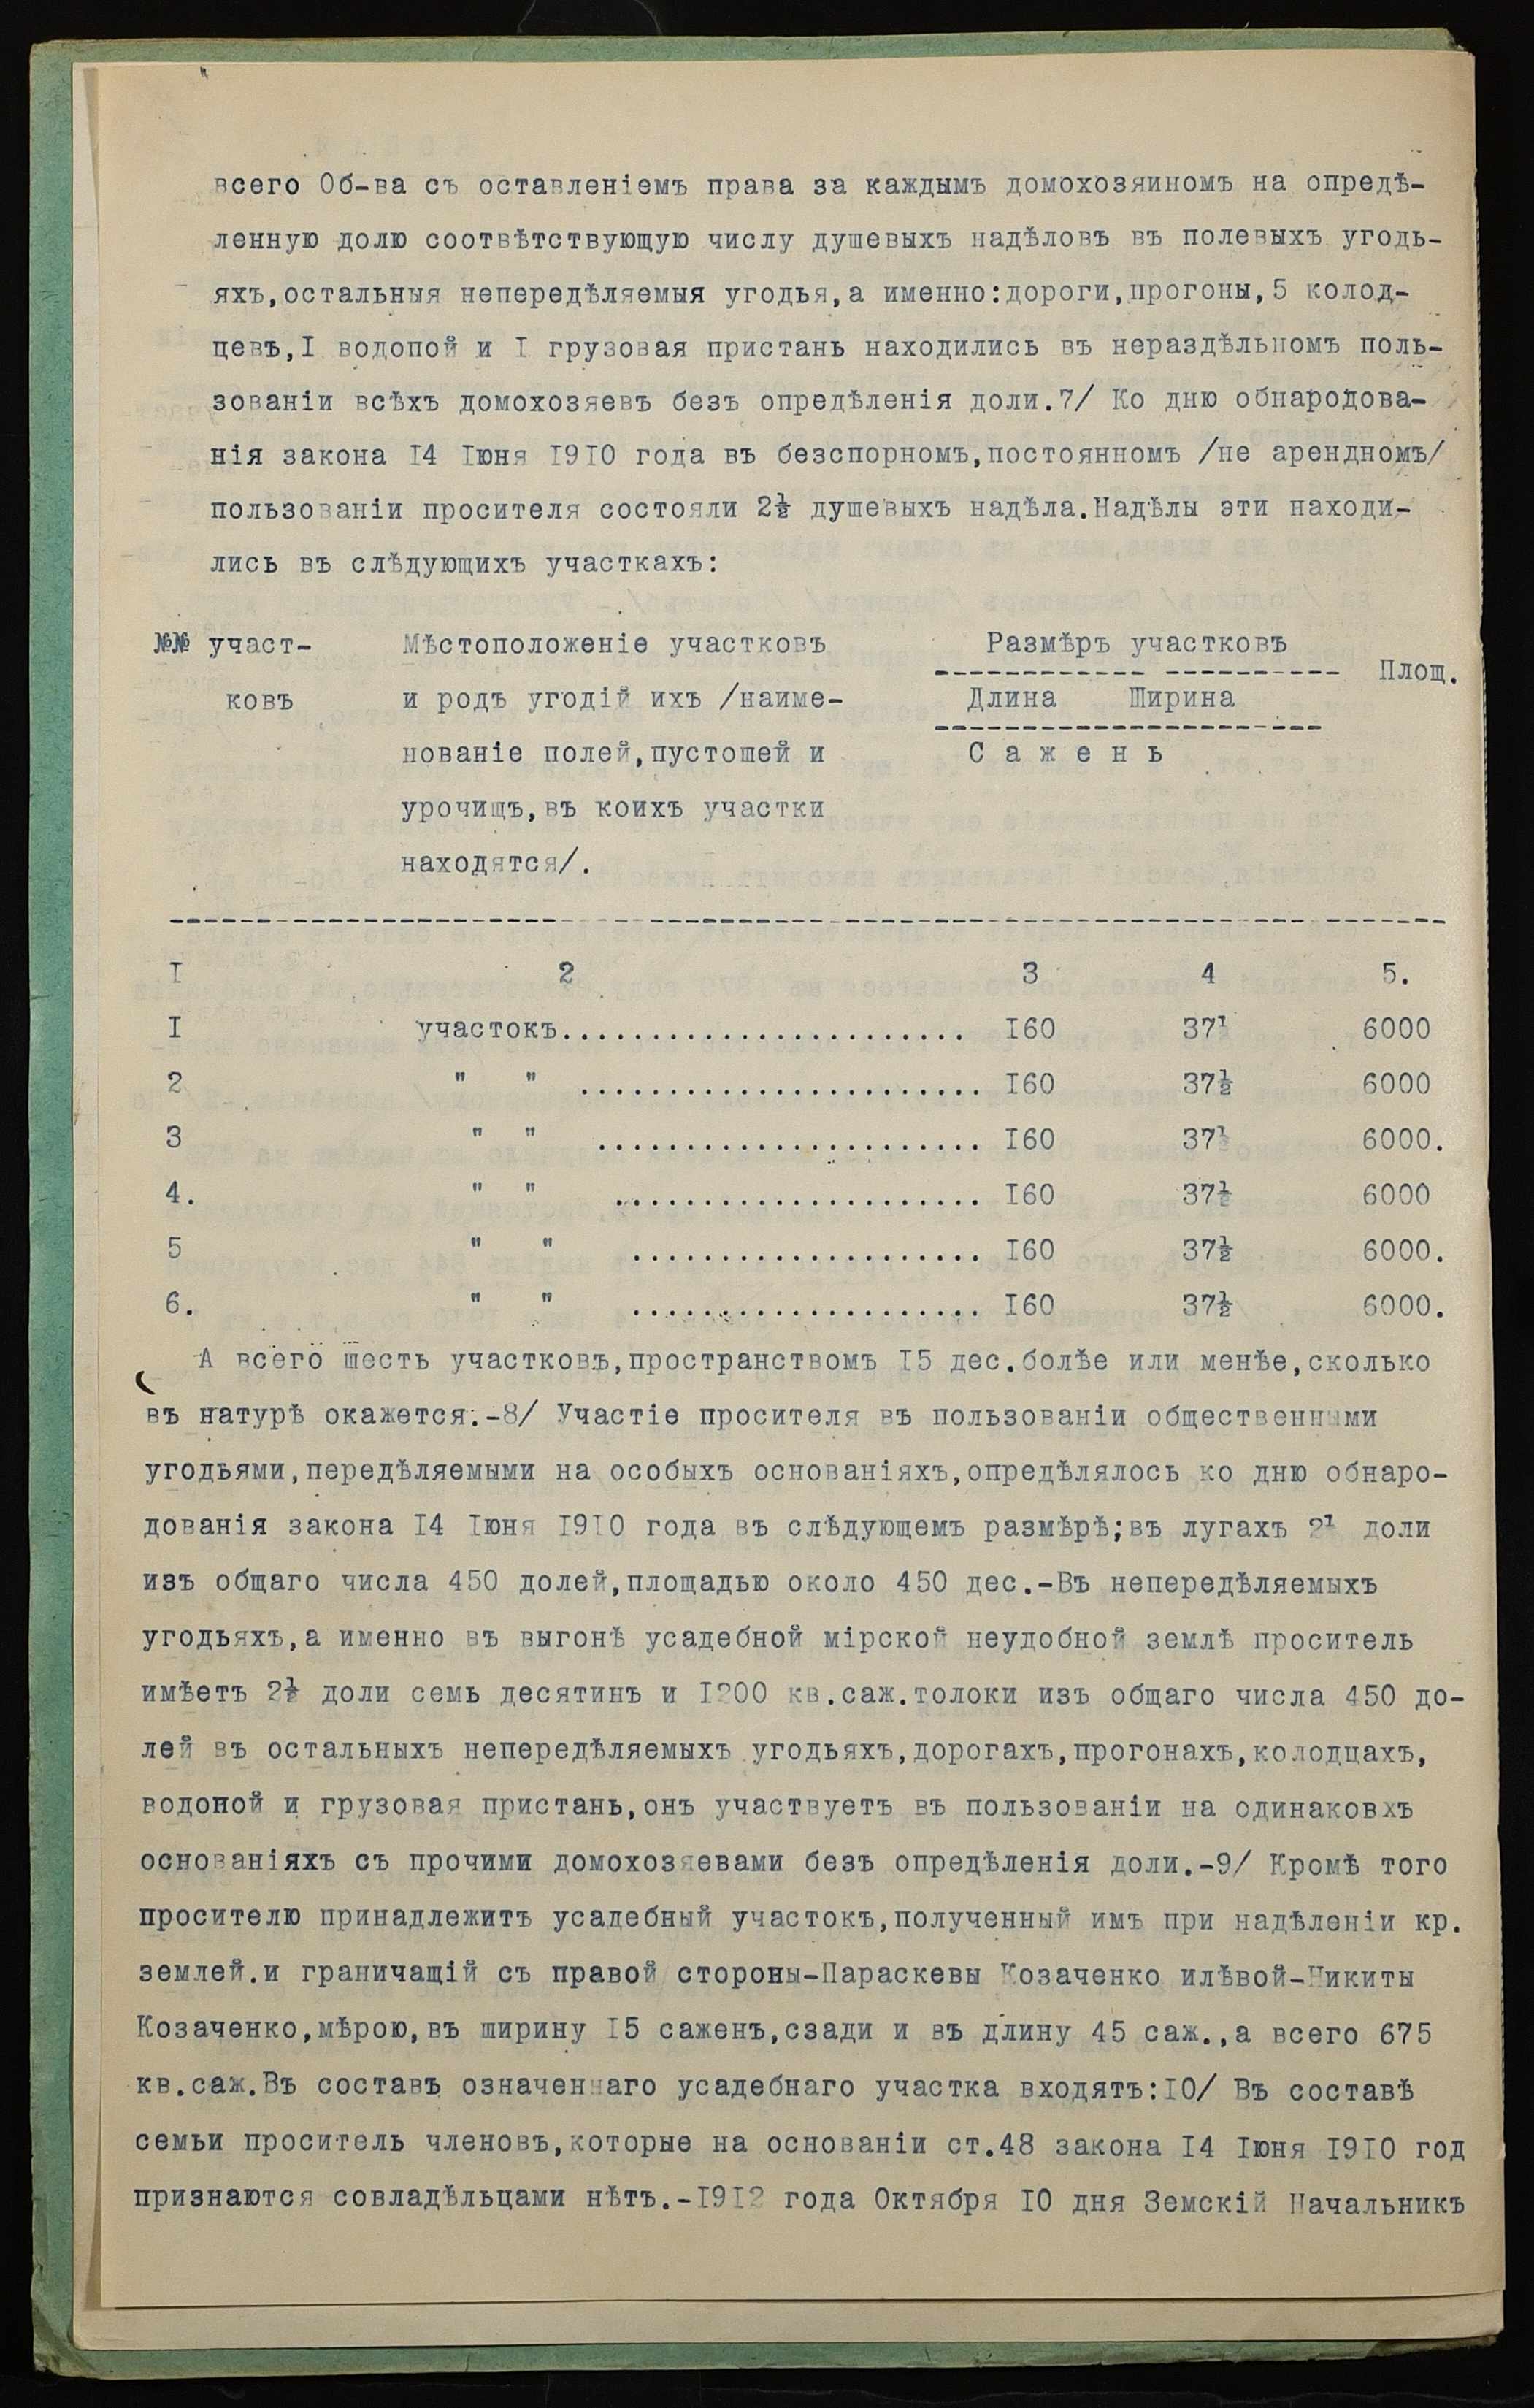 всего Об-ва съ оставленіемъ права за каждымъ домохозяиномъ на опредѣ-
ленную долю соотвѣтствующую числу душевыхъ надѣловъ въ полевыхъ угодь-
яхъ,остальныя непередѣляемыя угодья,а именно:дороги,прогоны,5 колод-
цевъ,I водопой и I грузовая пристань находились въ нераздѣльномъ поль-
зованіи всѣхъ домохозяевъ безъ опредѣленія доли.7/ Ко дню обнародова-
нія закона I4 Iюня I9I0 года въ безспорномъ,постоянномъ /не арендномъ/
пользованіи просителя состояли 2½ душевыхъ надѣла.Надѣлы эти находи-
лись въ слѣдующихъ участкахъ:
№№ участ- Мѣстоположеніе участковъ Размѣръ участковъ Площ.
ковъ и родъ угодій ихъ /наиме- Длина Ширина
нованіе полей,пустошей и С а ж е н ь
урочищъ,въ коихъ участки
находятся/.
I 2 3 4 5.
I участокъ....................... I60 37½ 6000
2 " " ....................... I60 37½ 6000
3 " " ...................... I60 37½ 6000.
4. " " ..................... I60 37½ 6000
5 " " .................... I60 37½ 6000.
6. " " .................... I60 37½ 6000.
А всего шесть участковъ,пространствомъ I5 дес.болѣе или менѣе,сколько
въ натурѣ окажется.-8/ Участіе просителя въ пользованіи общественными
угодьями,передѣляемыми на особыхъ основаніяхъ,опредѣлялось ко дню обнаро-
дованія закона I4 Iюня I9I0 года въ слѣдующемъ размѣрѣ;въ лугахъ 2½ доли
изъ общаго числа 450 долей,площадью около 450 дес.-Въ непередѣляемыхъ
угодьяхъ,а именно въ выгонѣ усадебной мірской неудобной землѣ проситель
имѣетъ 2½ доли семь десятинъ и I200 кв.саж.толоки изъ общаго числа 450 до-
лей въ остальныхъ непередѣляемыхъ угодьяхъ,дорогахъ,прогонахъ,колодцахъ,
водопой и грузовая пристань,онъ участвуетъ въ пользованіи на одинаковхъ
основаніяхъ съ прочими домохозяевами безъ опредѣленія доли.-9/ Кромѣ того
просителю принадлежитъ усадебный участокъ,полученный имъ при надѣленіи кр.
землей.и граничащій съ правой стороны-Параскевы Козаченко илѣвой-Никиты
Козаченко,мѣрою,въ ширину I5 саженъ,сзади и въ длину 45 саж.,а всего 675
кв.саж.Въ составъ означеннаго усадебнаго участка входятъ:I0/ Въ составѣ
семьи проситель членовъ,которые на основаніи ст.48 закона I4 Iюня I9I0 год
признаются совладѣльцами нѣтъ.-I9I2 года Октября I0 дня Земскій Начальникъ